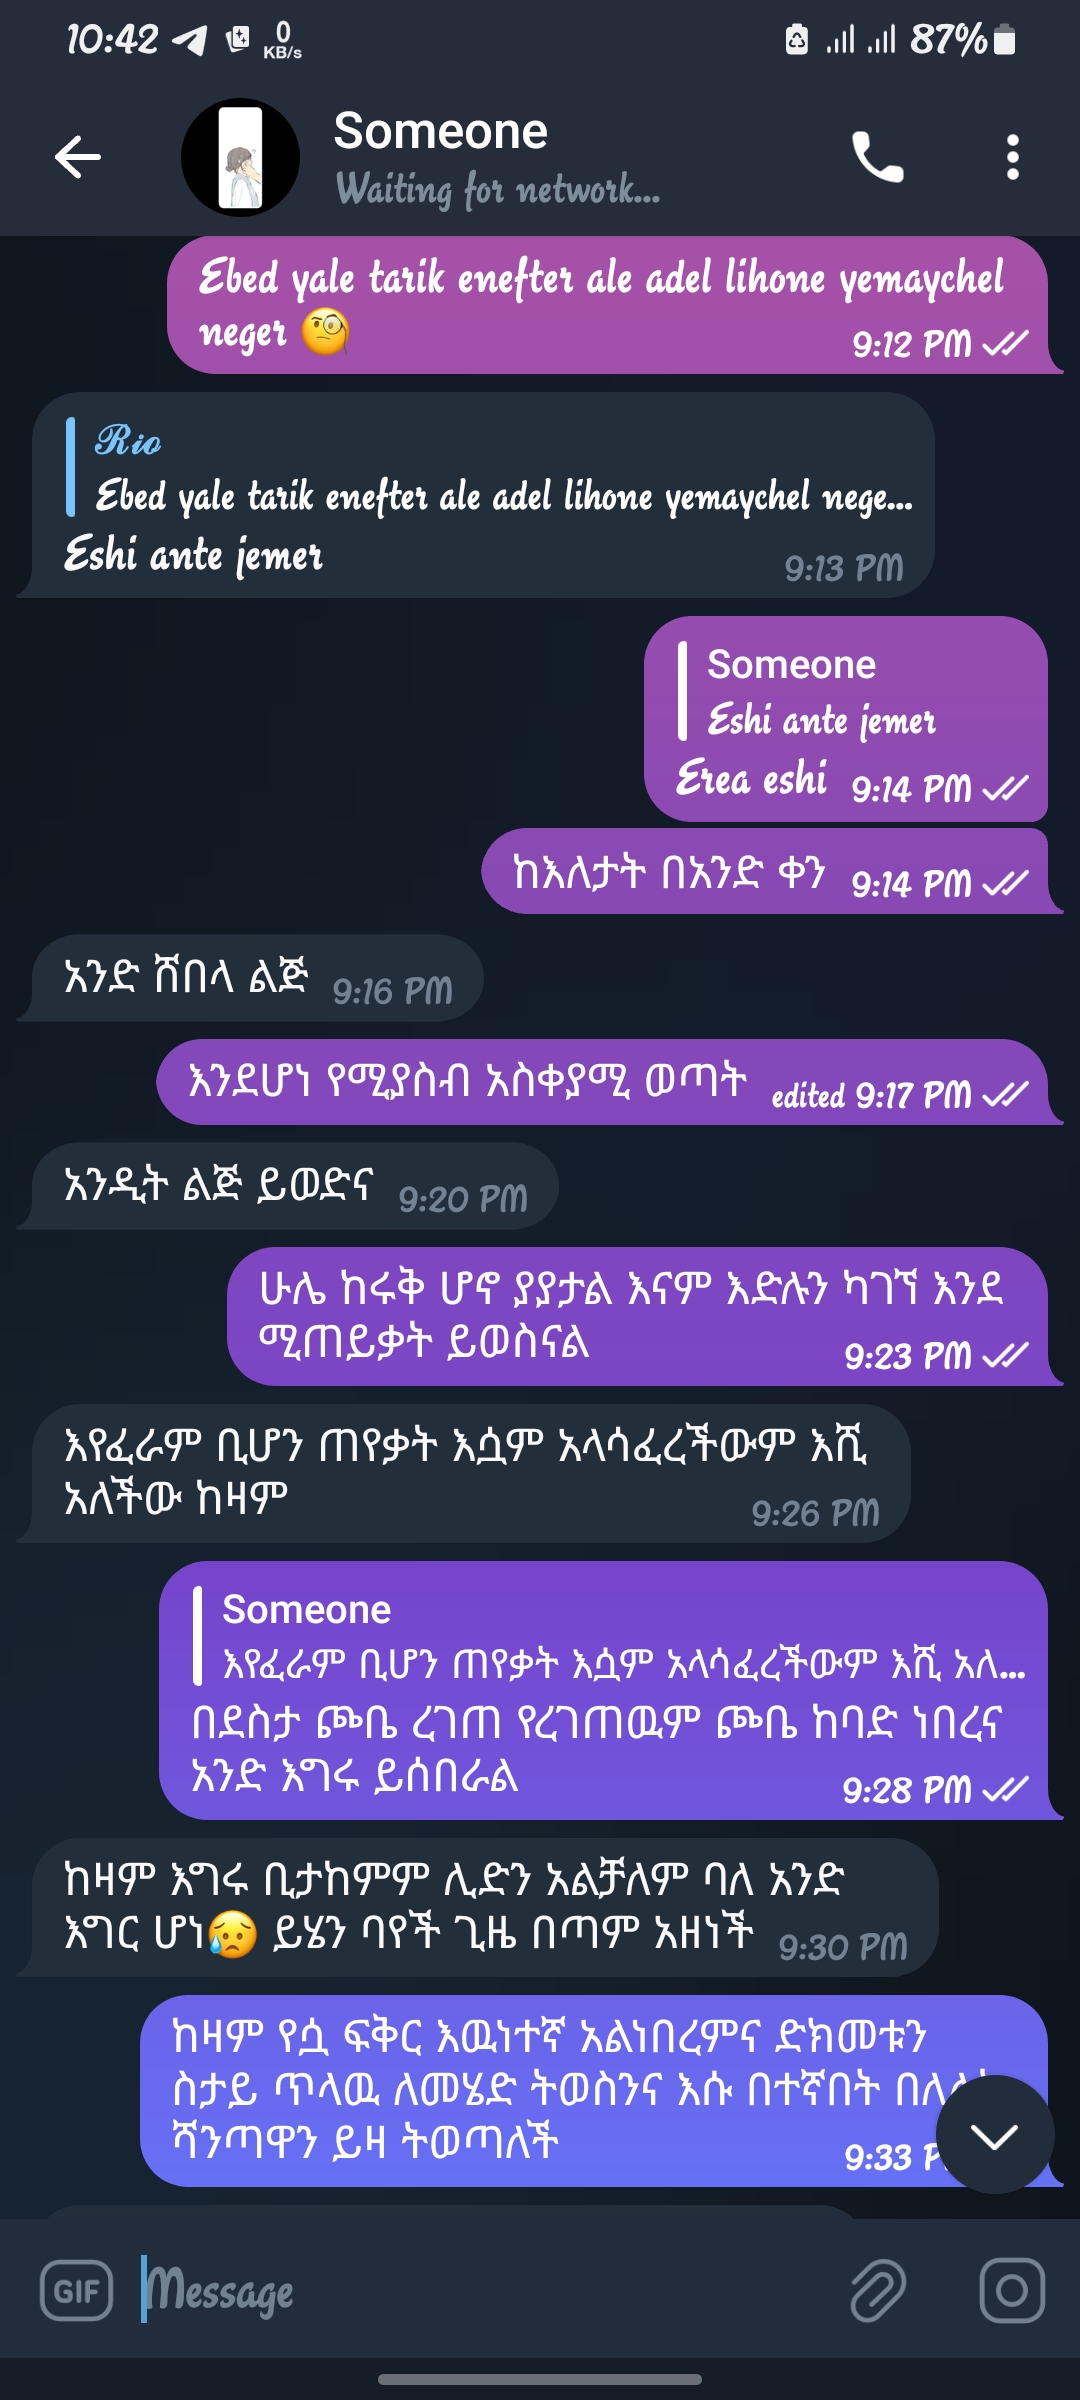 10:42
0
KB/s
87%
Someone
Waiting for network...
Ebed yale tarik enefter ale adel lihone yemaychel
neger 🧐
9:12 PM
Rio
Ebed yale tarik enefter ale adel lihone yemaychel nege...
Eshi ante jemer
9:13 PM
Someone
Eshi ante jemer
Erea eshi 9:14 PM
ከእለታት በአንድ ቀን 9:14 PM
አንድ ሸበላ ልጅ 9:16 PM
እንደሆነ የሚያስብ አስቀያሚ ወጣት edited 9:17 PM
አንዲት ልጅ ይወድና 9:20 PM
ሁሌ ከሩቅ ሆኖ ያያታል እናም እድሉን ካገኘ እንደ
ሚጠይቃት ይወስናል
9:23 PM
እየፈራም ቢሆን ጠየቃት እሷም አላሳፈረችውም እሺ
አለችው ከዛም
9:26 PM
Someone
እየፈራም ቢሆን ጠየቃት እሷም አላሳፈረችውም እሺ አለ...
በደስታ ጮቤ ረገጠ የረገጠዉም ጮቤ ከባድ ነበረና
አንድ እግሩ ይሰበራል
9:28 PM
ከዛም እግሩ ቢታከምም ሊድን አልቻለም ባለ አንድ
እግር ሆነ😥 ይሄን ባየች ጊዜ በጣም አዘነች 9:30 PM
ከዛም የሷ ፍቅር እዉነተኛ አልነበረምና ድክመቱን
ስታይ ጥላዉ ለመሄድ ትወስንና እሱ በተኛበት
ሻንጣዋን ይዛ ትወጣለች
9:33
GIF
Message